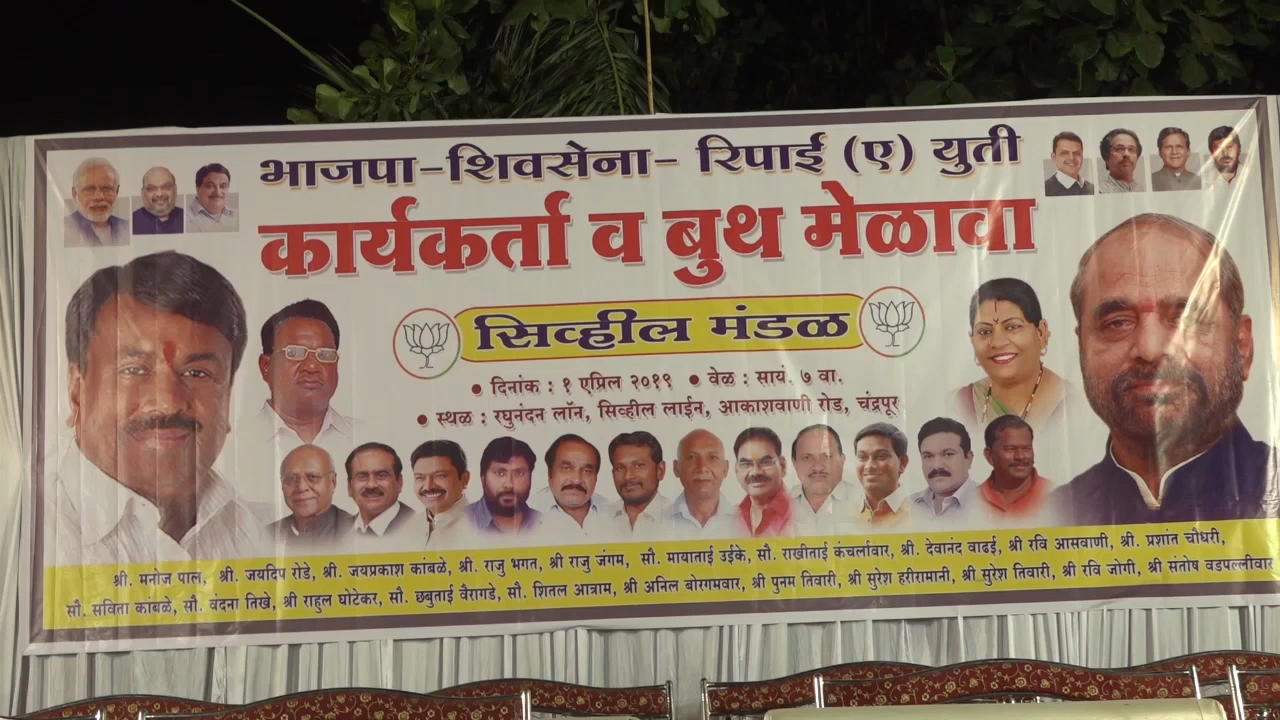 भाजपा-शिवसेना- रिपाई (ए) युती
कार्यकर्ता व बुथ मेळावा
सिव्हील मंडळ
• दिनांक : १ एप्रिल २०१९ • वेळ : सायं. ७ वा.
• स्थळ : रघुनंदन लॉन, सिव्हील लाईन, आकाशवाणी रोड, चंद्रपूर
श्री. मनोज पाल, श्री. जयदिप रोडे, श्री. जयप्रकाश कांबळे, श्री. राजु भगत, श्री राजु जंगम, सौ. मायाताई उईके, सौ. राखीताई कंचर्लावार, श्री. देवानंद वाढई, श्री रवि आसवाणी, श्री. प्रशांत चौधरी,
सौ. सविता कांबळे, सौ. वंदना तिखे, श्री राहुल घोटेकर, सौ. छबुताई वैरागडे, सौ. शितल आत्राम, श्री अनिल बोरगमवार, श्री पुनम तिवारी, श्री सुरेश हरीरामानी, श्री सुरेश तिवारी, श्री रवि जोगी, श्री संतोष वडपल्लीवार